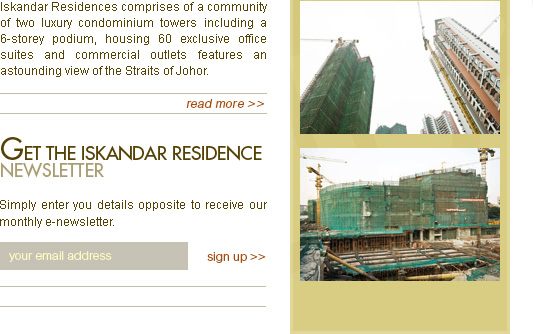 Iskandar Residences comprises of a community
of two luxury condominium towers including a
6-storey podium, housing 60 exclusive office
suites and commercial outlets features an
astounding view of the Straits of Johor.
read more >>
GET THE ISKANDAR RESIDENCE
NEWSLETTER
Simply enter you details opposite to receive our
monthly e-newsletter.
your email address
sign up >>